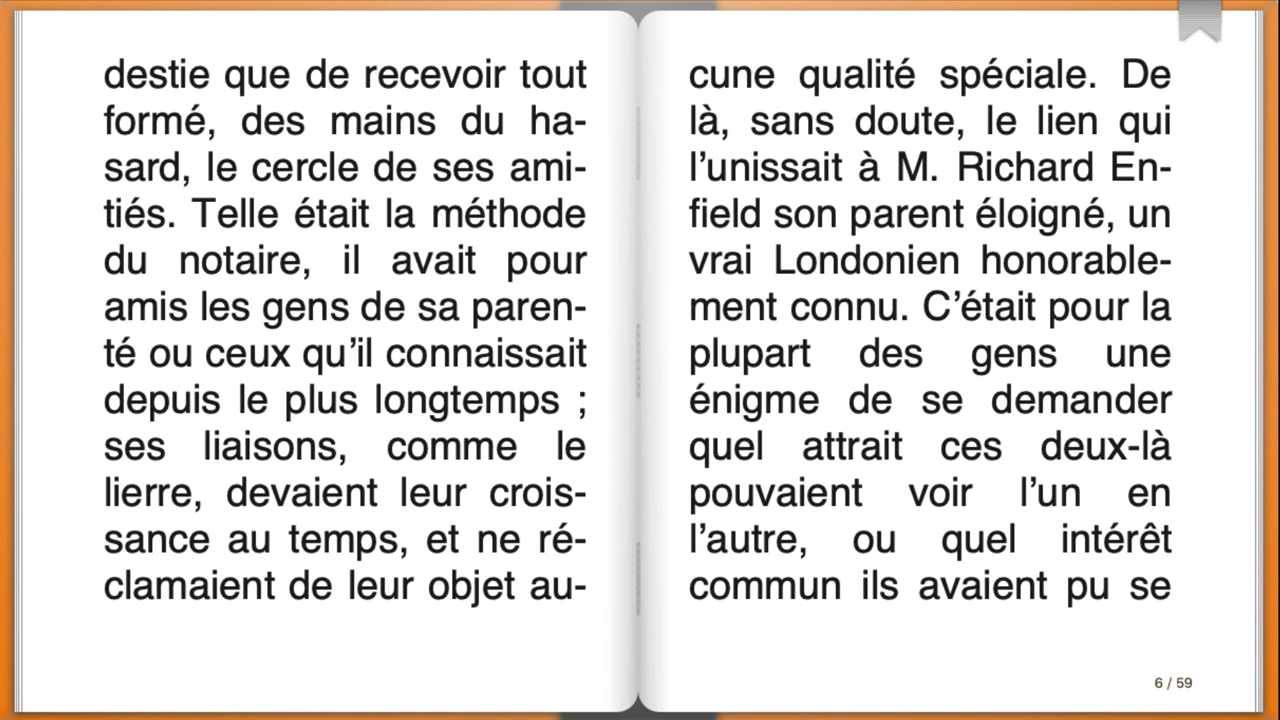 destie que de recevoir tout
formé, des mains du ha-
sard, le cercle de ses ami-
tiés. Telle était la méthode
du notaire, il avait pour
amis les gens de sa paren-
té ou ceux qu’il connaissait
depuis le plus longtemps ;
ses liaisons, comme le
lierre, devaient leur crois-
sance au temps, et ne ré-
clamaient de leur objet au-
cune qualité spéciale. De
là, sans doute, le lien qui
l’unissait à M. Richard En-
field son parent éloigné, un
vrai Londonien honorable-
ment connu. C’était pour la
plupart des gens une
énigme de se demander
quel attrait ces deux-là
pouvaient voir l’un en
l’autre, ou quel intérêt
commun ils avaient pu se
6 / 59